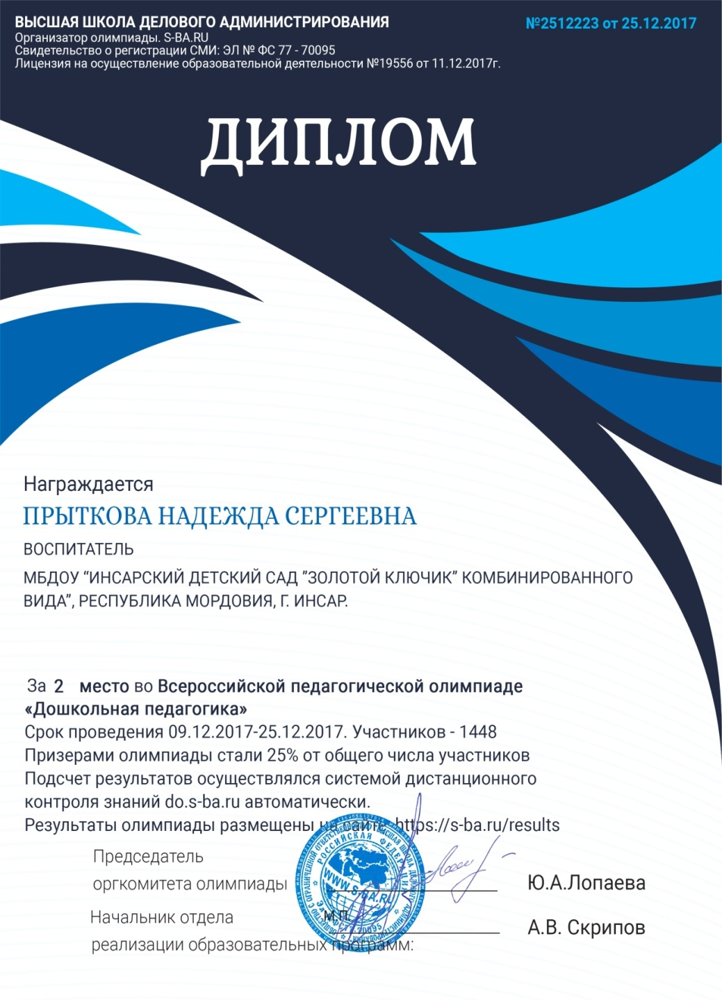 ВЫСШАЯ ШКОЛА ДЕЛОВОГО АДМИНИСТРИРОВАНИЯ
Организатор олимпиады. S-BA.RU
Свидетельство о регистрации СМИ: ЭЛ № ФС 77 - 70095
Лицензия на осуществление образовательной деятельности №19556 от 11.12.2017г.
№2512223 от 25.12.2017
ДИПЛОМ
Награждается
ПРЫТКОВА НАДЕЖДА СЕРГЕЕВНА
ВОСПИТАТЕЛЬ
МБДОУ “ИНСАРСКИЙ ДЕТСКИЙ САД ”ЗОЛОТОЙ КЛЮЧИК” КОМБИНИРОВАННОГО
ВИДА”, РЕСПУБЛИКА МОРДОВИЯ, Г. ИНСАР.
За 2 место во Всероссийской педагогической олимпиаде
«Дошкольная педагогика»
Срок проведения 09.12.2017-25.12.2017. Участников - 1448
Призерами олимпиады стали 25% от общего числа участников
Подсчет результатов осуществлялся системой дистанционного
контроля знаний do.s-ba.ru автоматически.
Результаты олимпиады размещены на сайте https://s-ba.ru/results
Председатель
оргкомитета олимпиады
Ю.А.Лопаева
Начальник отдела
реализации образовательных программ:
А.В. Скрипов
М.П.
РОССИЙСКАЯ ФЕДЕРАЦИЯ
WWW.S-BA.RU